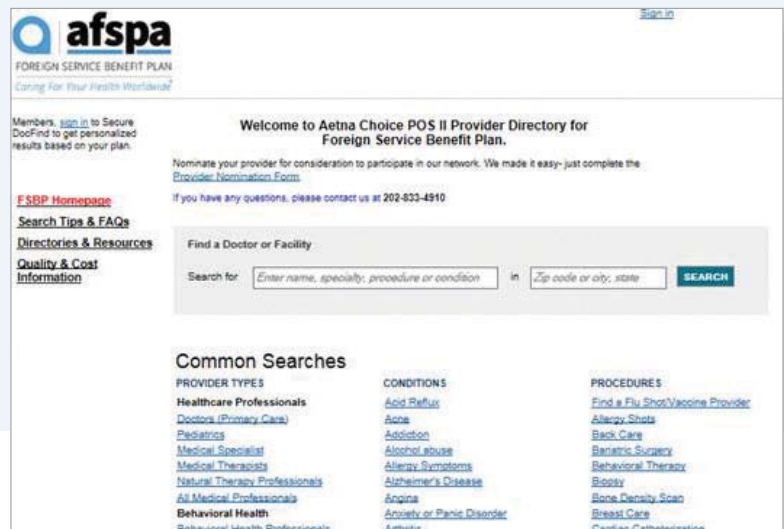 Sign in
afspa
FOREIGN SERVICE BENEFIT PLAN
Caring For Your Health Worldwide
Members, sign in to Secure
DocFind to get personalized
results based on your plan.
FSBP Homepage
Search Tips & FAQs
Directories & Resources
Quality & Cost
Information
Welcome to Aetna Choice POS II Provider Directory for
Foreign Service Benefit Plan.
Nominate your provider for consideration to participate in our network. We made it easy- just complete the
Provider Nomination Form.
If you have any questions, please contact us at 202-833-4910
Find a Doctor or Facility
Search for
Enter name, specialty, procedure or condition
in
Zip code or city, state
SEARCH
Common Searches
PROVIDER TYPES
Healthcare Professionals
Doctors (Primary Care)
Pediatrics
Medical Specialist
Medical Therapists
Natural Therapy Professionals
All Medical Professionals
Behavioral Health
Behavioral Health Professionals
CONDITIONS
Acid Reflux
Acne
Addiction
Alcohol abuse
Allergy Symptoms
Alzheimer's Disease
Angina
Anxiety or Panic Disorder
Arthritis
PROCEDURES
Find a Flu Shot/Vaccine Provider
Allergy Shots
Back Care
Bariatric Surgery
Behavioral Therapy
Biopsy
Bone Density Scan
Breast Care
Cardiac Catheterization